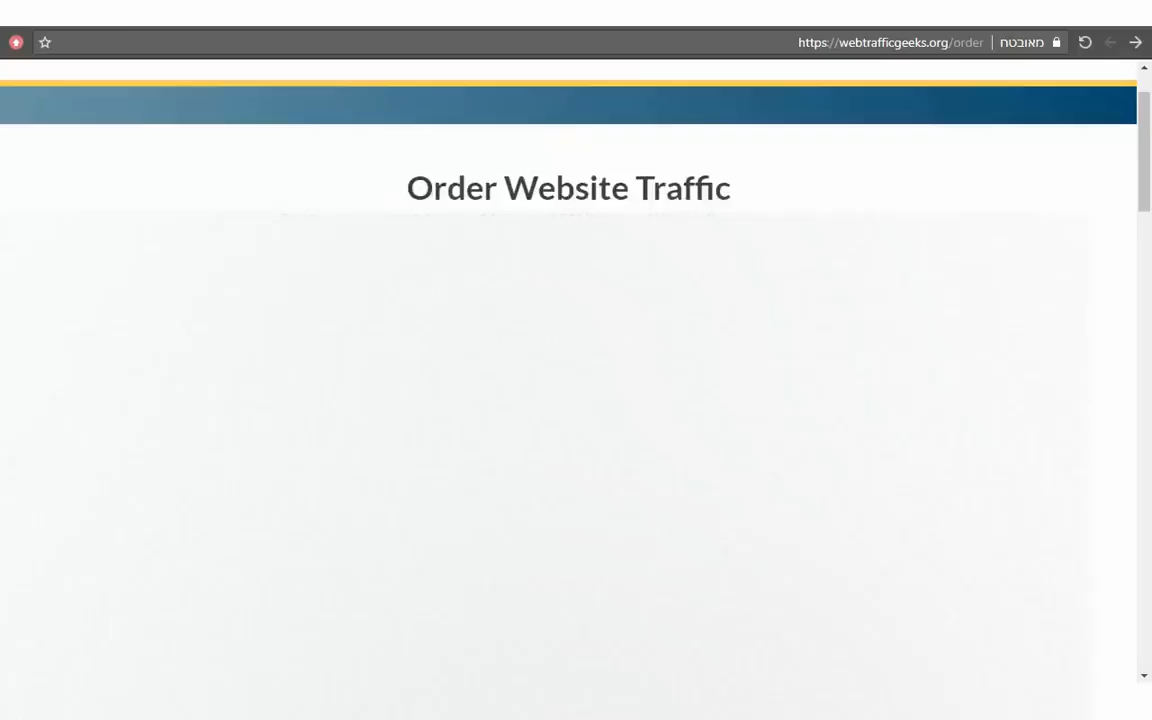 https://webtrafficgeeks.org/order | מאובטח
Order Website Traffic